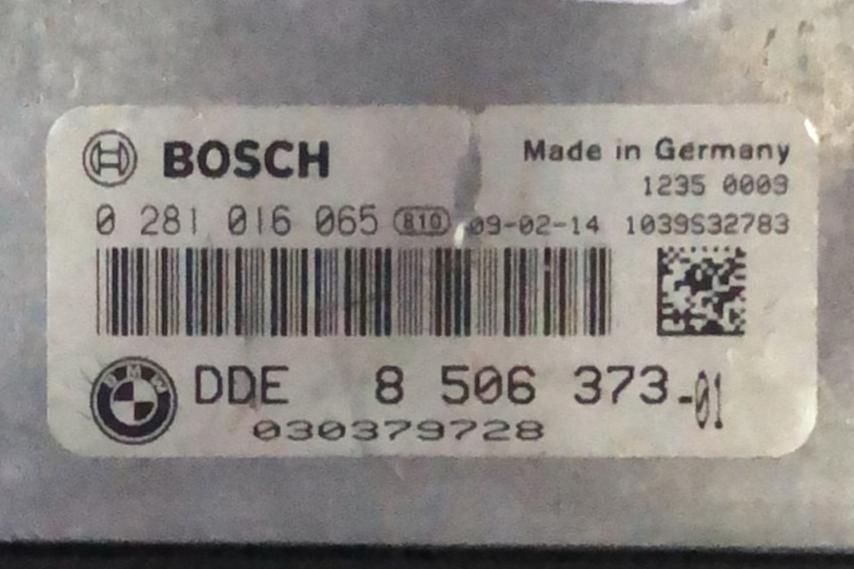 BOSCH Made in Germany
1235 0009
0 281 016 065 810 09-02-14 1039S32783
BMW DDE 8 506 373-01
030379728